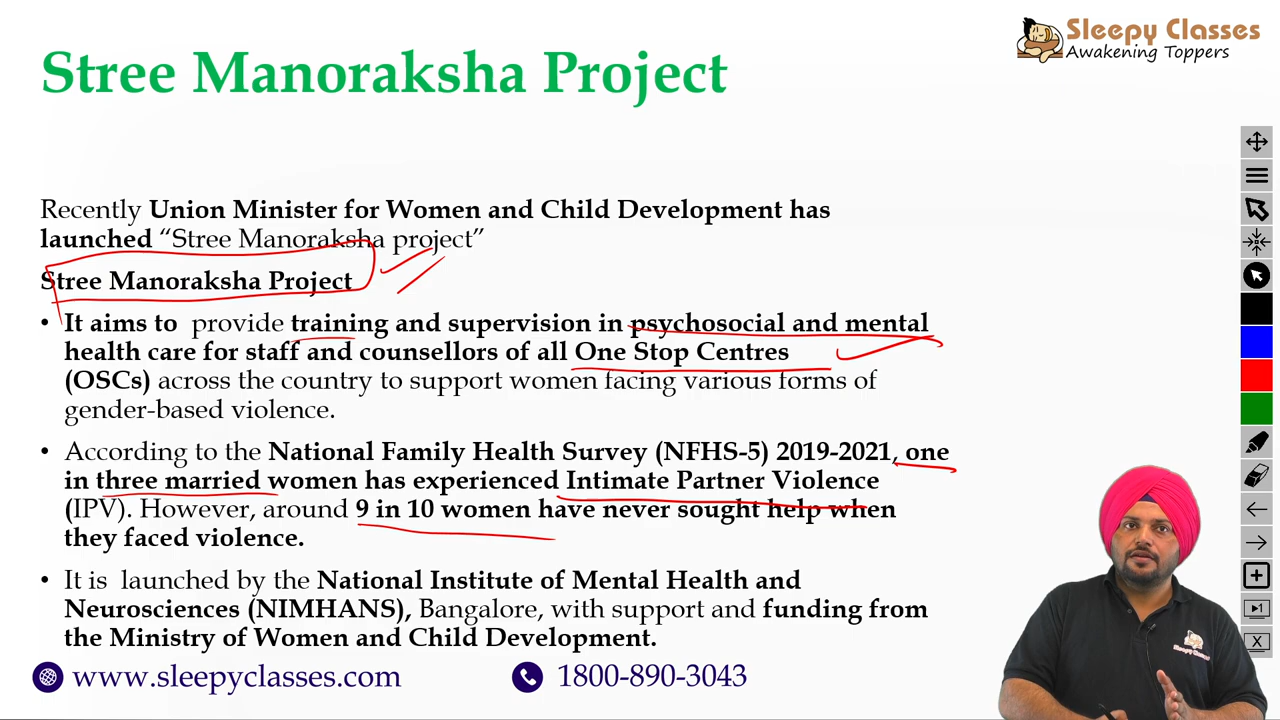 Sleepy Classes
Awakening Toppers
Stree Manoraksha Project
Recently Union Minister for Women and Child Development has
launched “Stree Manoraksha project”
Stree Manoraksha Project
• It aims to provide training and supervision in psychosocial and mental
health care for staff and counsellors of all One Stop Centres
(OSCs) across the country to support women facing various forms of
gender-based violence.
• According to the National Family Health Survey (NFHS-5) 2019-2021, one
in three married women has experienced Intimate Partner Violence
(IPV). However, around 9 in 10 women have never sought help when
they faced violence.
• It is launched by the National Institute of Mental Health and
Neurosciences (NIMHANS), Bangalore, with support and funding from
the Ministry of Women and Child Development.
www.sleepyclasses.com
1800-890-3043
Sleepy Classes